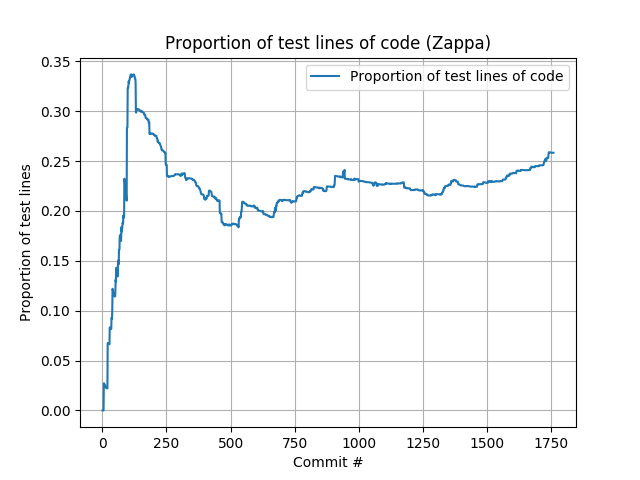 Proportion of test lines of code (Zappa)
Proportion of test lines of code
Proportion of test lines
0.35
0.30
0.25
0.20
0.15
0.10
0.05
0.00
0 250 500 750 1000 1250 1500 1750
Commit #